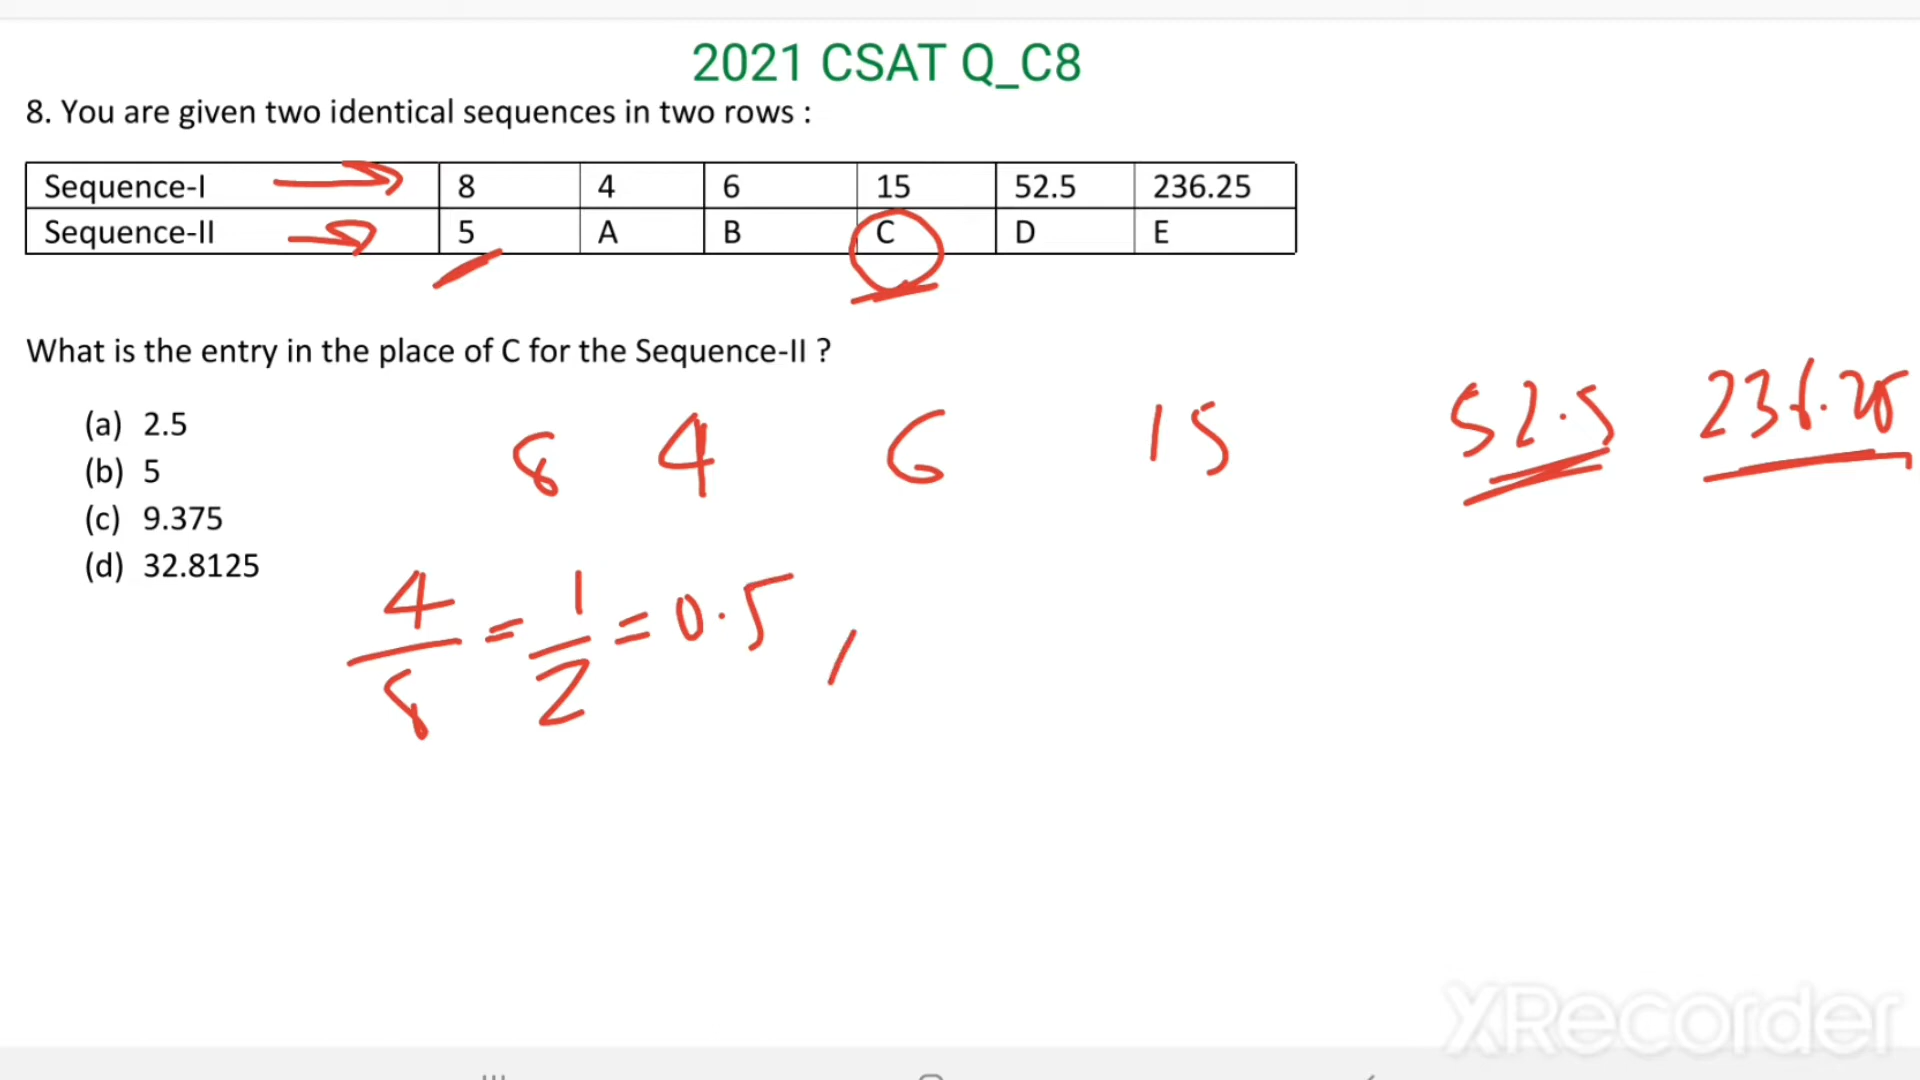 2021 CSAT Q_C8
8. You are given two identical sequences in two rows :
Sequence-I 8 4 6 15 52.5 236.25
Sequence-II 5 A B C D E
What is the entry in the place of C for the Sequence-II ?
(a) 2.5
(b) 5
(c) 9.375
(d) 32.8125
8 4 6 15 52.5 236.25
4/8 = 1/2 = 0.5,
XRecorder